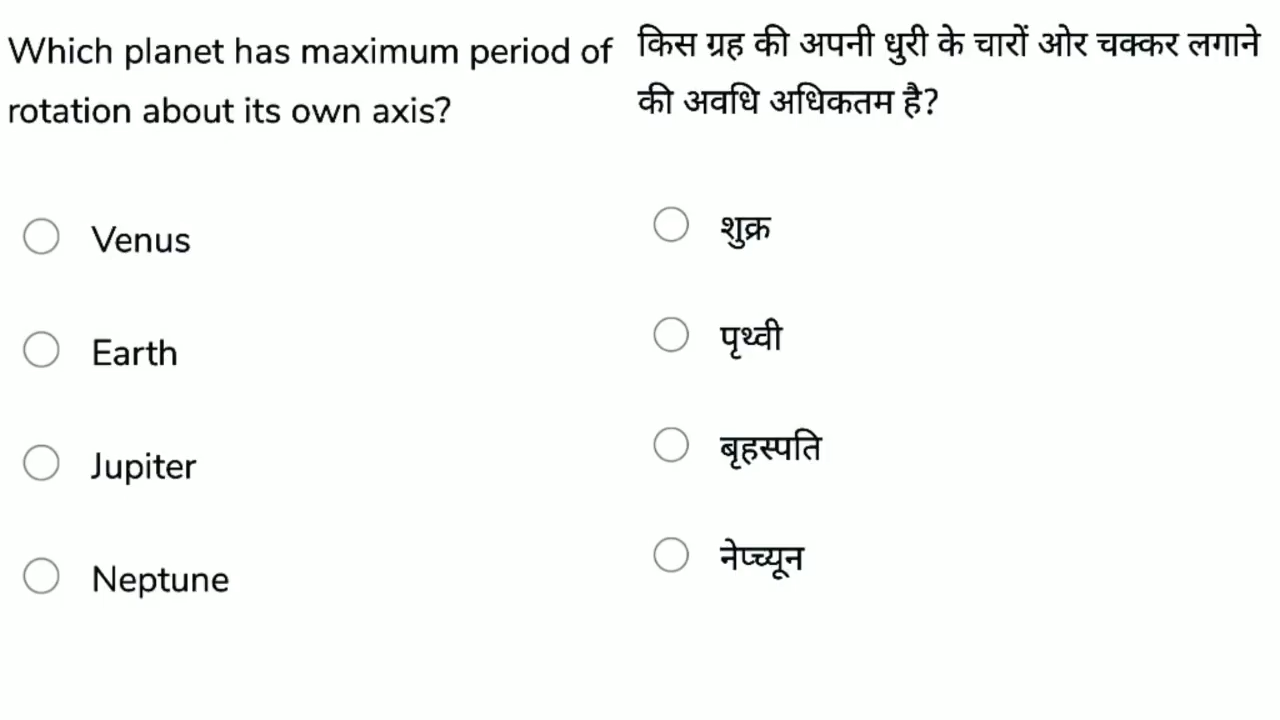 Which planet has maximum period of
rotation about its own axis?
Venus
Earth
Jupiter
Neptune
किस ग्रह की अपनी धुरी के चारों ओर चक्कर लगाने
की अवधि अधिकतम है?
शुक्र
पृथ्वी
बृहस्पति
नेप्च्यून